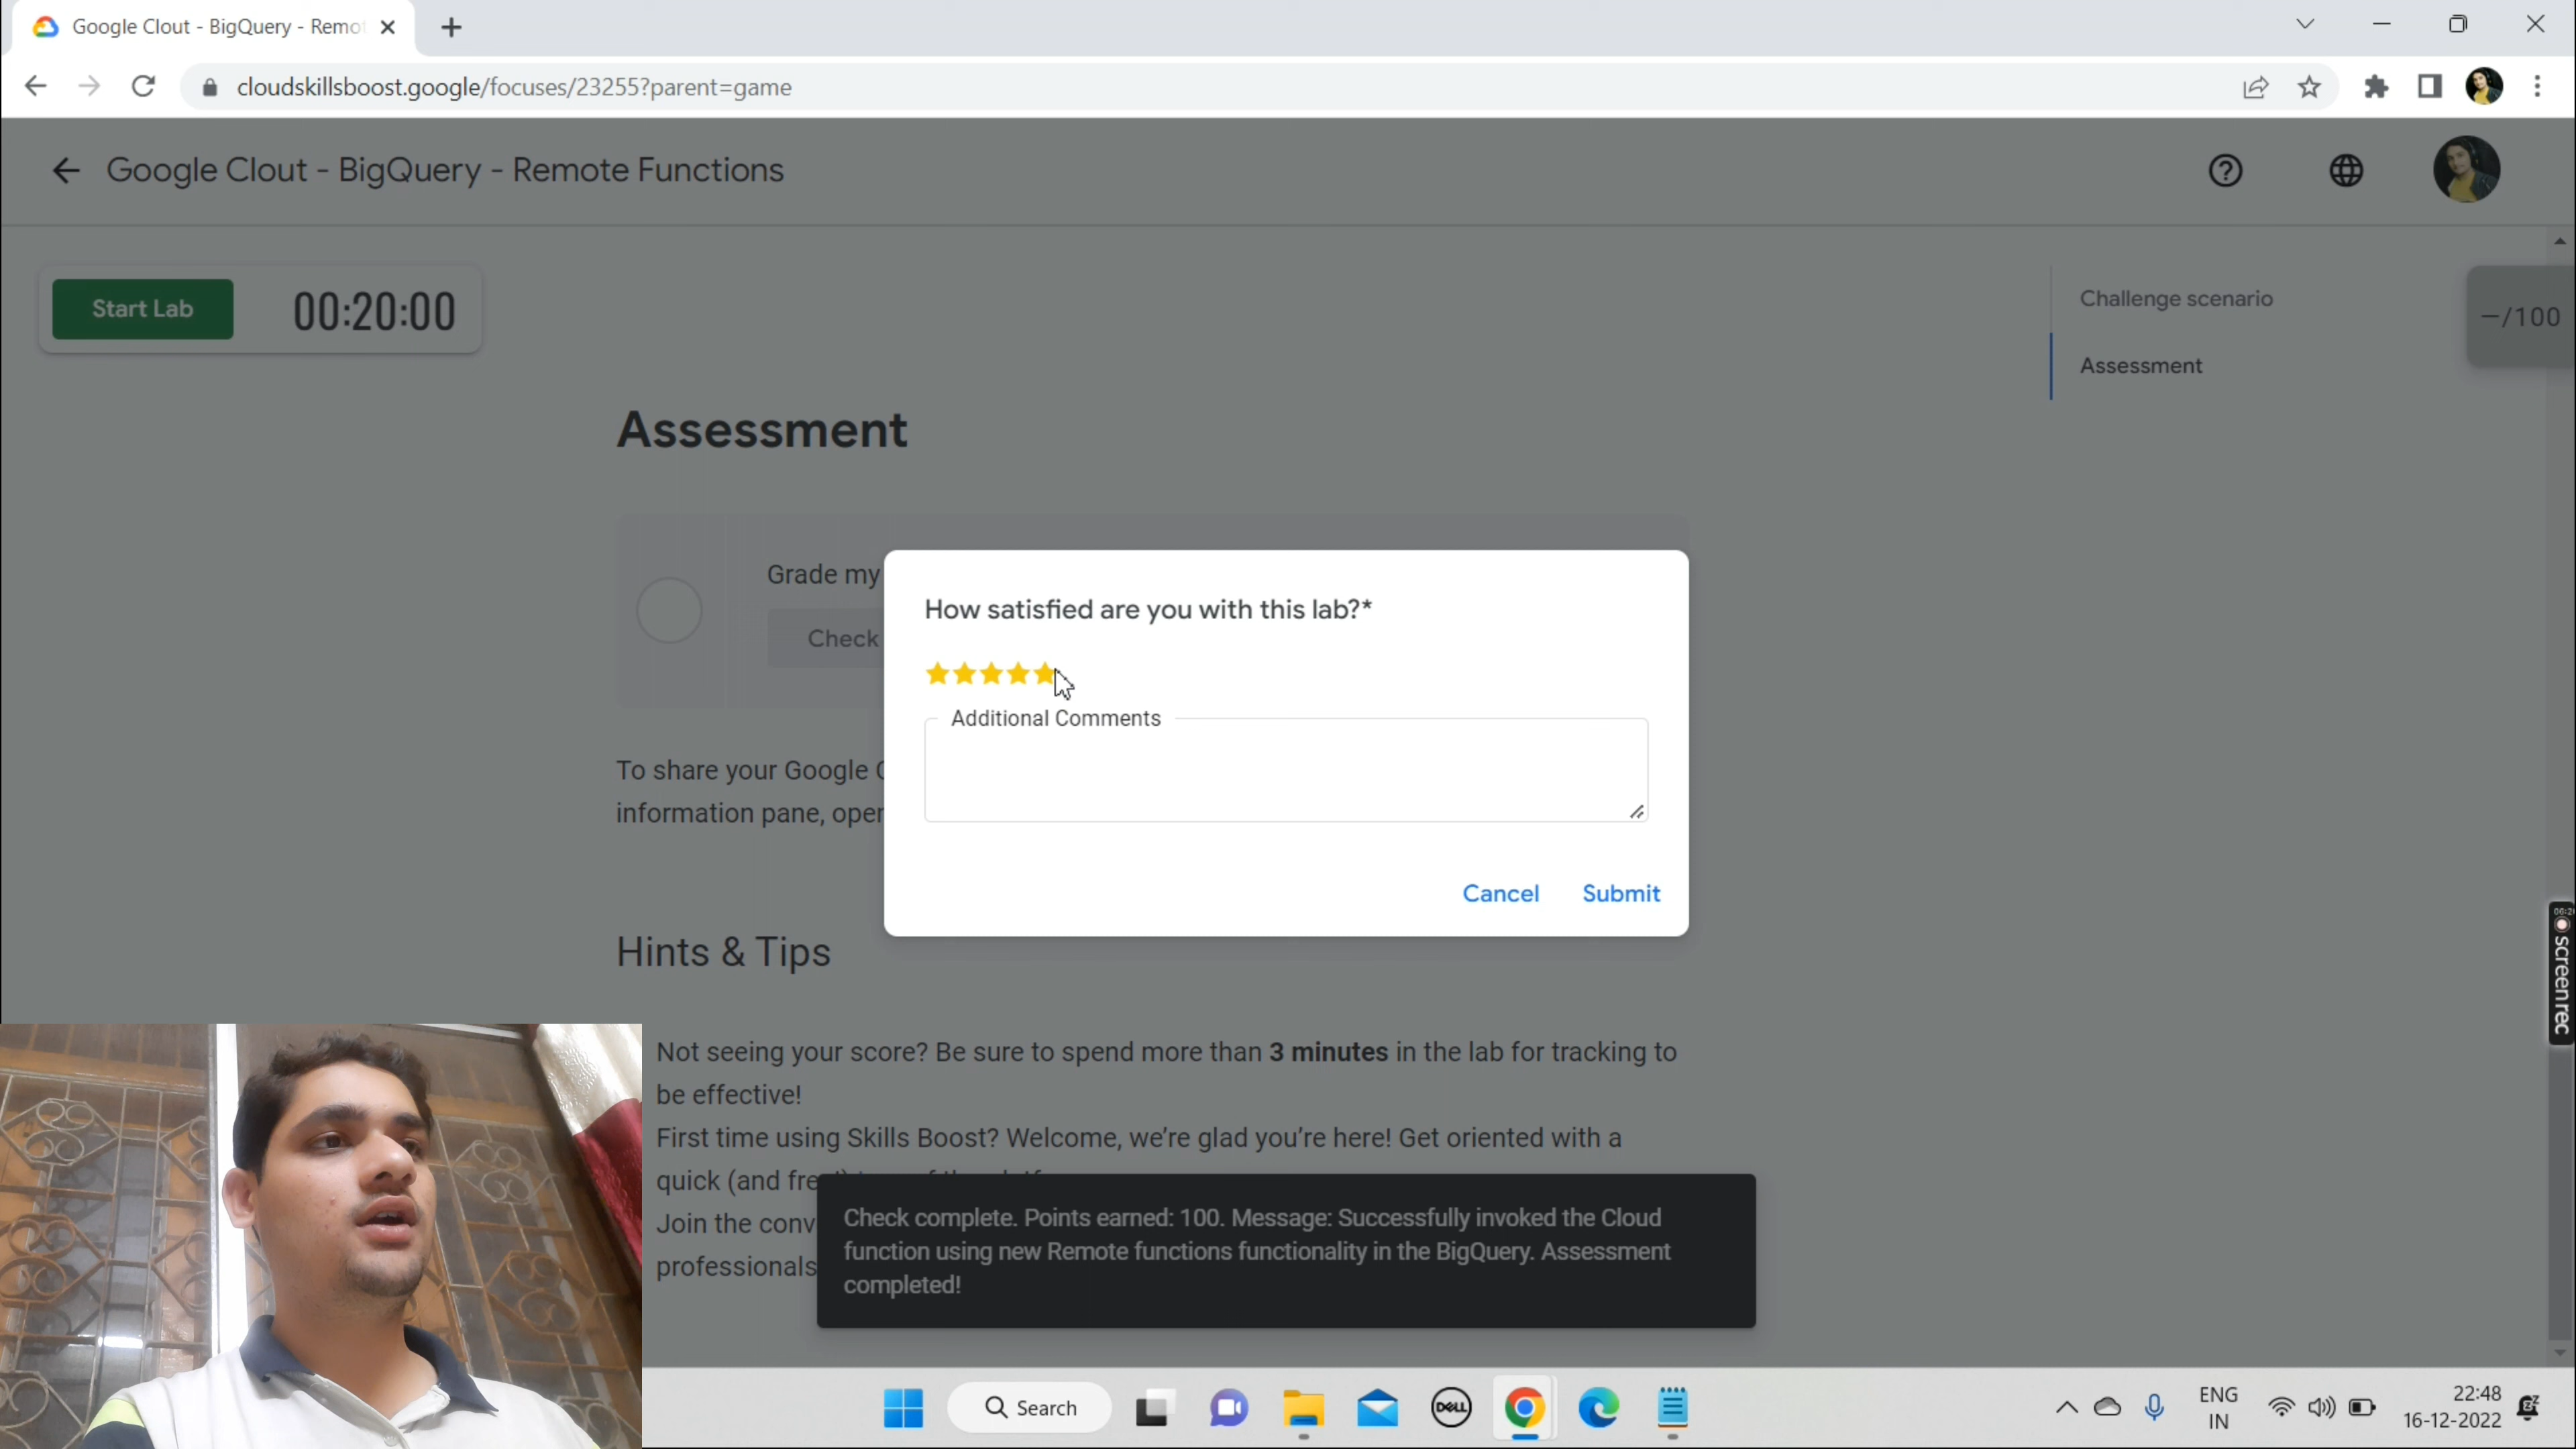 Google Clout - BigQuery - Remo
cloudskillsboost.google/focuses/23255?parent=game
Google Clout - BigQuery - Remote Functions
Start Lab
00:20:00
Challenge scenario
–/100
Assessment
Assessment
Grade my
Check
How satisfied are you with this lab?*
Additional Comments
To share your Google
information pane, open
Cancel
Submit
Hints & Tips
Not seeing your score? Be sure to spend more than 3 minutes in the lab for tracking to
be effective!
First time using Skills Boost? Welcome, we're glad you're here! Get oriented with a
quick (and free
Join the conv
professionals
Check complete. Points earned: 100. Message: Successfully invoked the Cloud
function using new Remote functions functionality in the BigQuery. Assessment
completed!
screenrec
Search
DELL
ENG
IN
22:48
16-12-2022